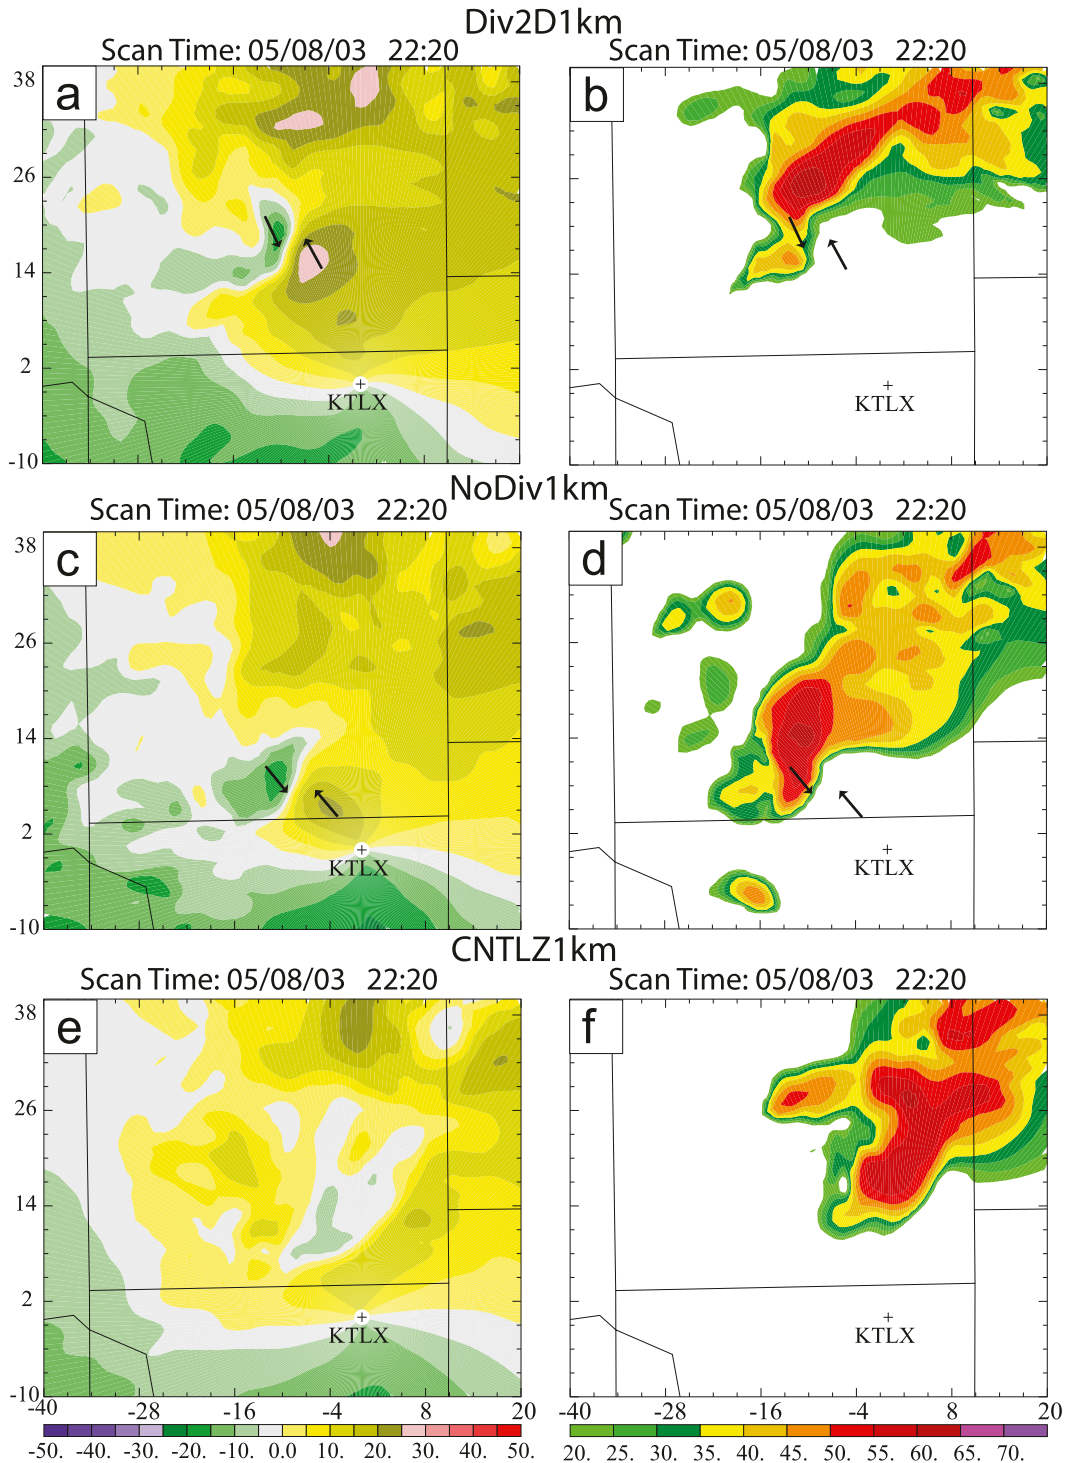 Div2D1km
Scan Time: 05/08/03 22:20 Scan Time: 05/08/03 22:20
a b
38
26
14
2
-10
KTLX KTLX
NoDiv1km
Scan Time: 05/08/03 22:20 Scan Time: 05/08/03 22:20
c d
38
26
14
2
-10
KTLX KTLX
CNTLZ1km
Scan Time: 05/08/03 22:20 Scan Time: 05/08/03 22:20
e f
38
26
14
2
-10
KTLX KTLX
-40 -28 -16 -4 8 20 -40 -28 -16 -4 8 20
-50. -40. -30. -20. -10. 0.0 10. 20. 30. 40. 50. 20. 25. 30. 35. 40. 45. 50. 55. 60. 65. 70.